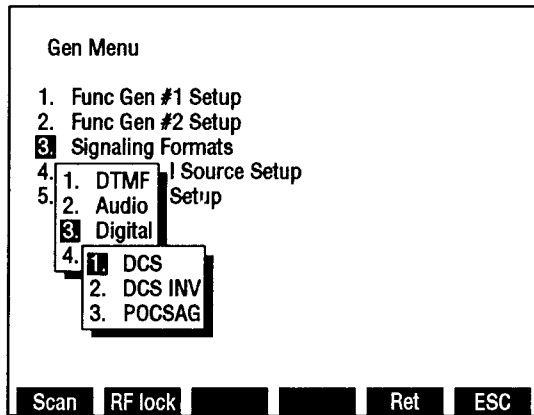 Gen Menu
1. Func Gen #1 Setup
2. Func Gen #2 Setup
3. Signaling Formats
4. l Source Setup
5. Setup
1. DTMF
2. Audio
3. Digital
4.
1. DCS
2. DCS INV
3. POCSAG
Scan RF lock Ret ESC